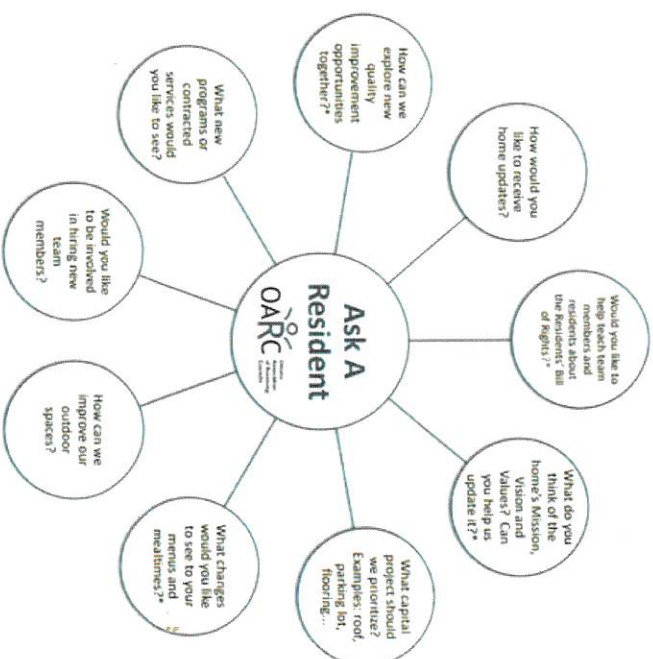 Would you like to
help teach team
members and
residents about
the Residents' Bill
of Rights?*
What do you
think of the
home's Mission,
Vision and
Values? Can
you help us
update it?*
What capital
project should
we prioritize?
Examples: roof,
parking lot,
flooring...
What changes
would you like
to see to your
menus and
mealtimes?*
How can we
improve our
outdoor
spaces?
Would you like
to be involved
in hiring new
team
members?
What new
programs or
contracted
services would
you like to see?
How can we
explore new
quality
improvement
opportunities
together?*
How would you
like to receive
home updates?
Ask A
Resident
OARC
Ontario
Association
of Residents'
Councils